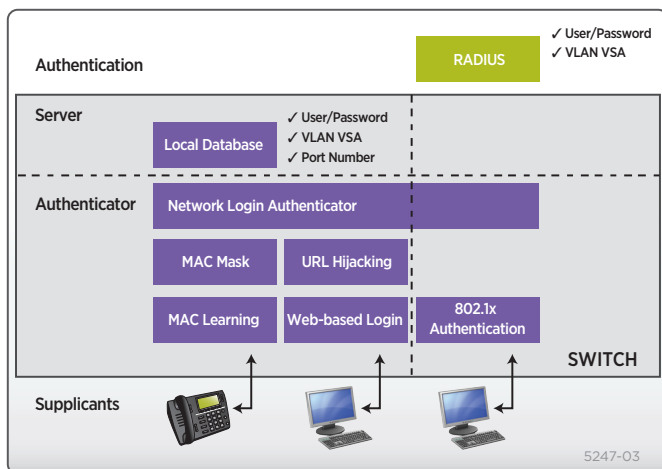 Authentication
RADIUS
✓ User/Password
✓ VLAN VSA
Server
Local Database
✓ User/Password
✓ VLAN VSA
✓ Port Number
Authenticator
Network Login Authenticator
MAC Mask
URL Hijacking
MAC Learning
Web-based Login
802.1x
Authentication
SWITCH
Supplicants
5247-03